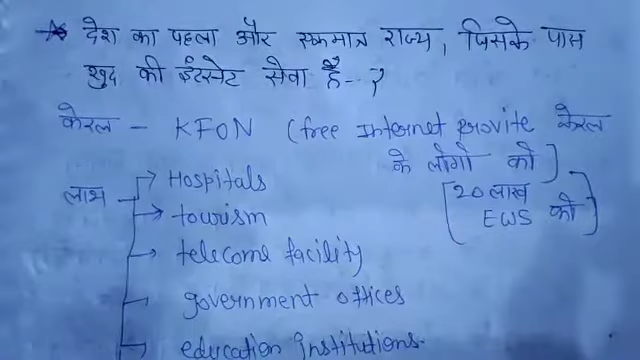 * देश का पहला और एकमात्र राज्य, जिसके पास
खुद की इंटरनेट सेवा है - ?
केरल - KFON (free Internet provite केरल
के लोगो को)
[20 लाख
EWS को]
लाभ → Hospitals
→ tourism
→ telecome facility
government offices
education institutions.